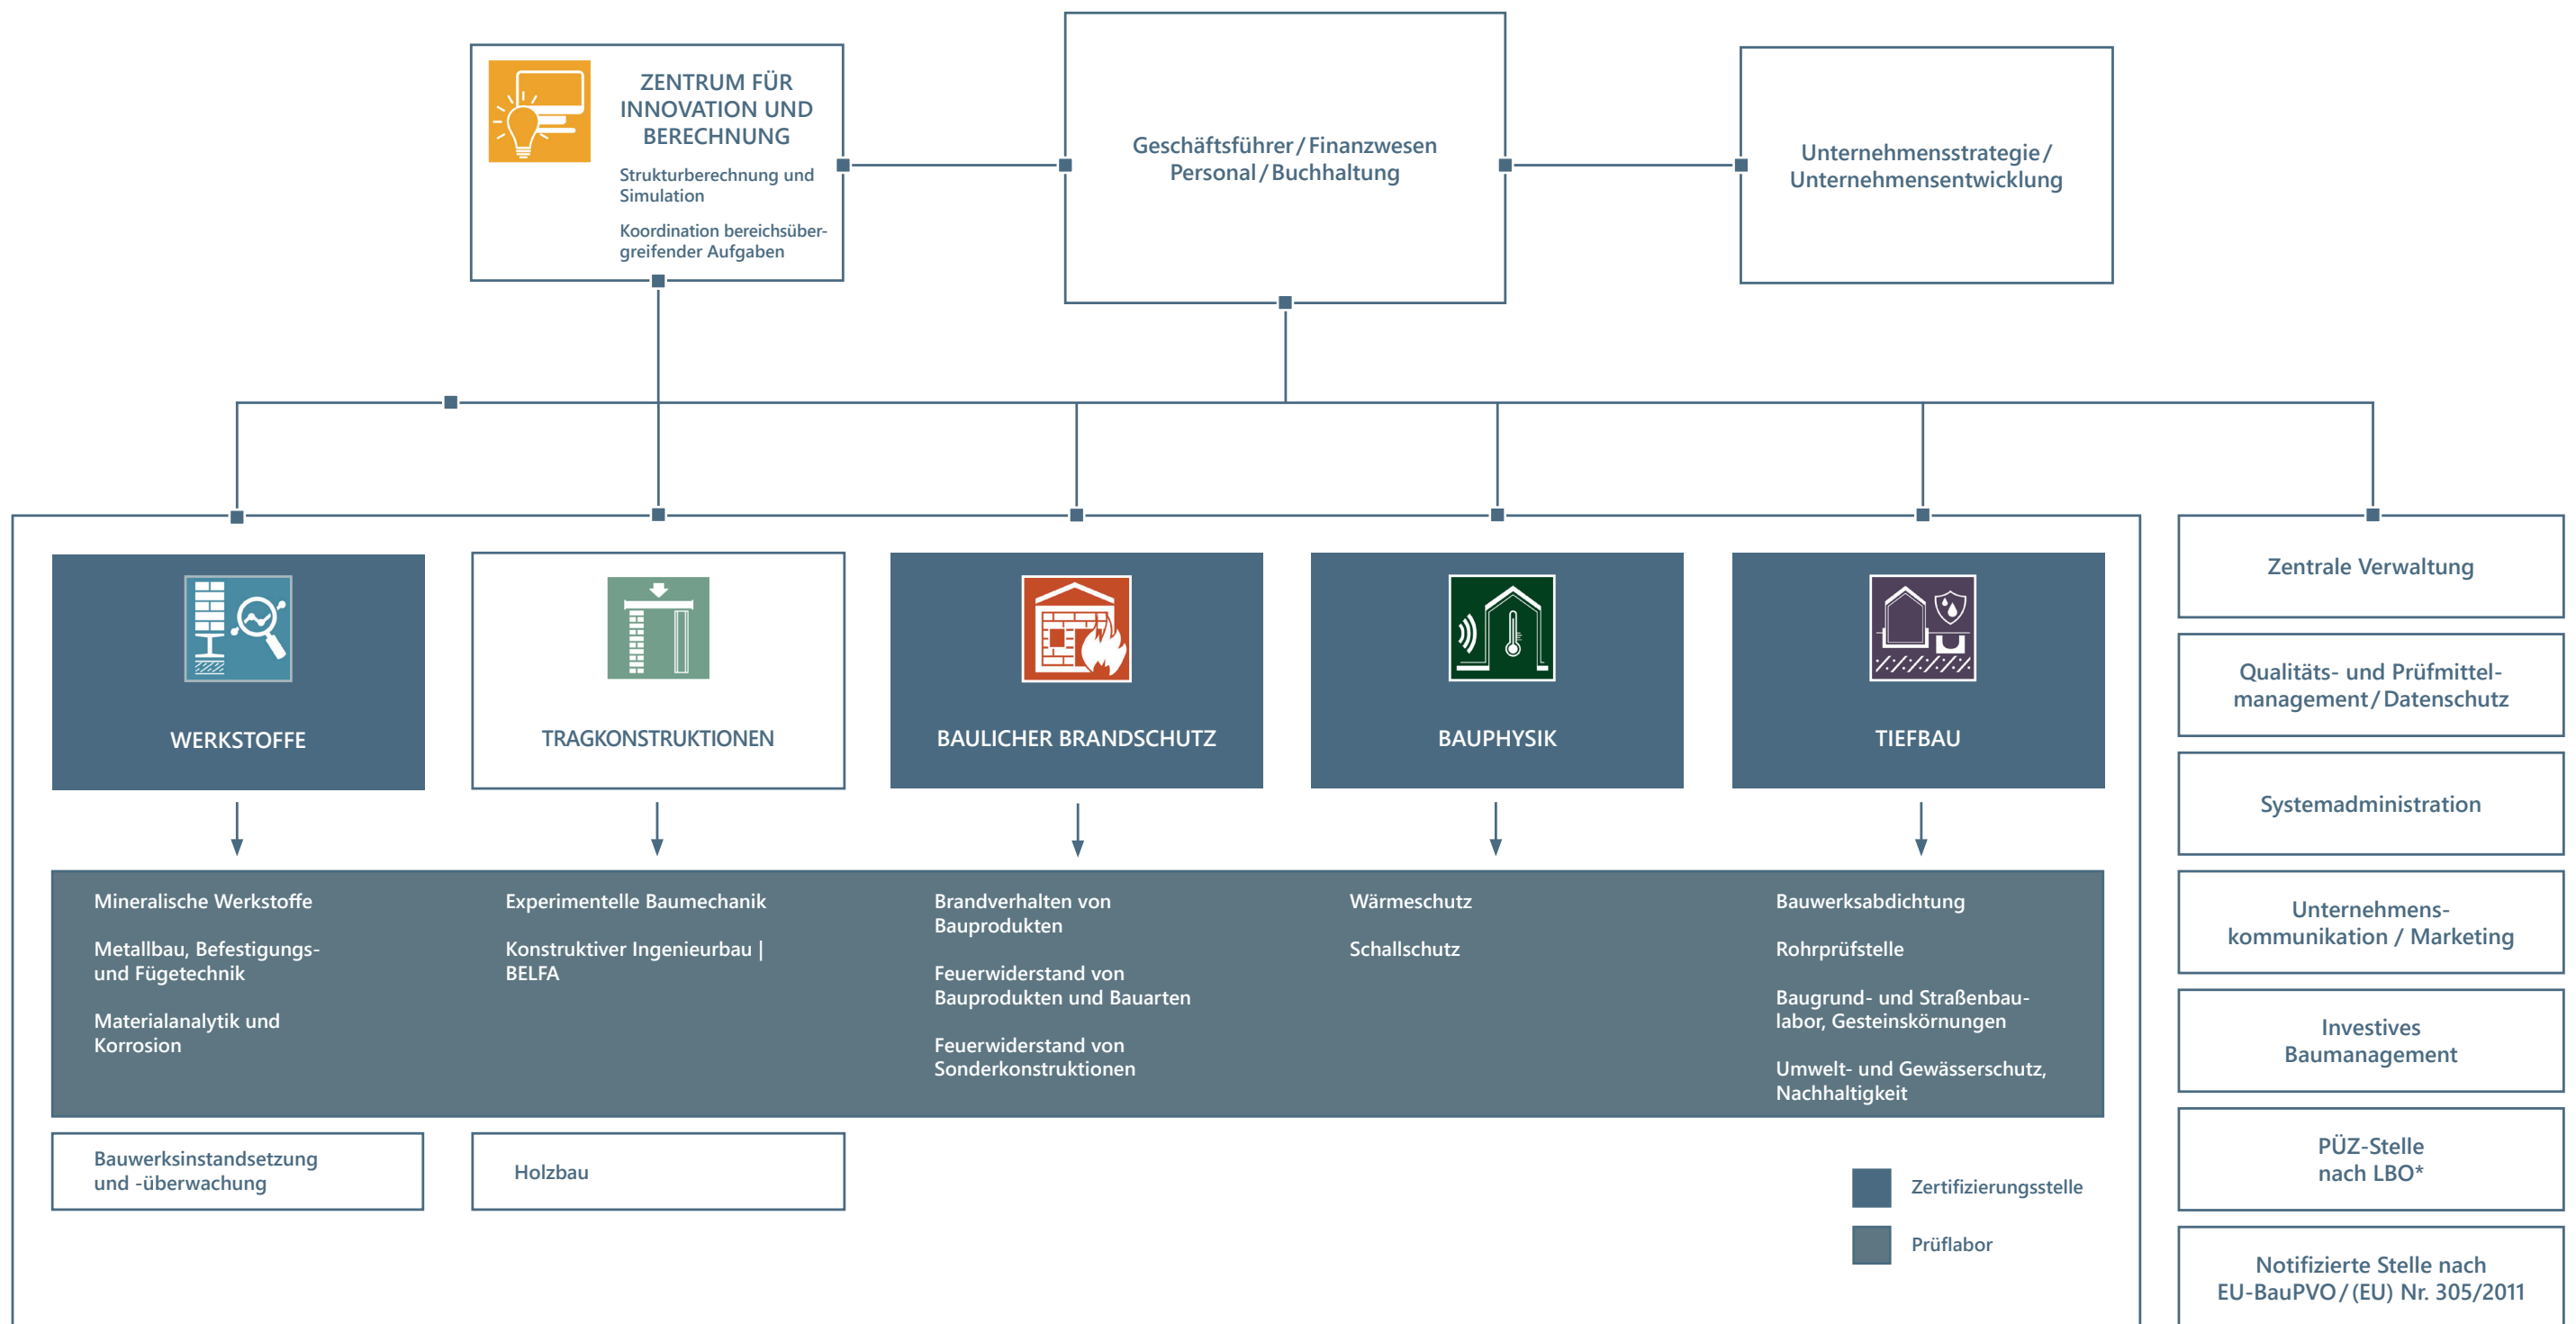 ZENTRUM FÜR
INNOVATION UND
BERECHNUNG
Strukturberechnung und
Simulation
Koordination bereichsüber-
greifender Aufgaben
Geschäftsführer/Finanzwesen
Personal/Buchhaltung
Unternehmensstrategie/
Unternehmensentwicklung
WERKSTOFFE
TRAGKONSTRUKTIONEN
BAULICHER BRANDSCHUTZ
BAUPHYSIK
TIEFBAU
Mineralische Werkstoffe
Metallbau, Befestigungs-
und Fügetechnik
Materialanalytik und
Korrosion
Experimentelle Baumechanik
Konstruktiver Ingenieurbau |
BELFA
Brandverhalten von
Bauprodukten
Feuerwiderstand von
Bauprodukten und Bauarten
Feuerwiderstand von
Sonderkonstruktionen
Wärmeschutz
Schallschutz
Bauwerksabdichtung
Rohrprüfstelle
Baugrund- und Straßenbau-
labor, Gesteinskörnungen
Umwelt- und Gewässerschutz,
Nachhaltigkeit
Bauwerksinstandsetzung
und -überwachung
Holzbau
Zertifizierungsstelle
Prüflabor
Zentrale Verwaltung
Qualitäts- und Prüfmittel-
management/Datenschutz
Systemadministration
Unternehmens-
kommunikation / Marketing
Investives
Baumanagement
PÜZ-Stelle
nach LBO*
Notifizierte Stelle nach
EU-BauPVO/(EU) Nr. 305/2011